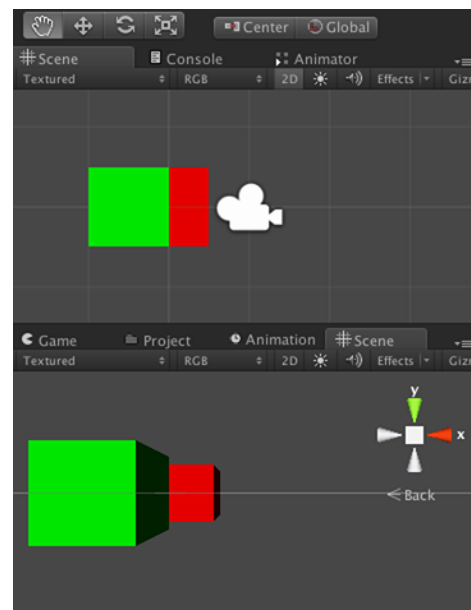 Center Global
Scene Console Animator
Textured RGB 2D Effects
Game Project Animation Scene
Textured RGB 2D Effects
y
x
Back